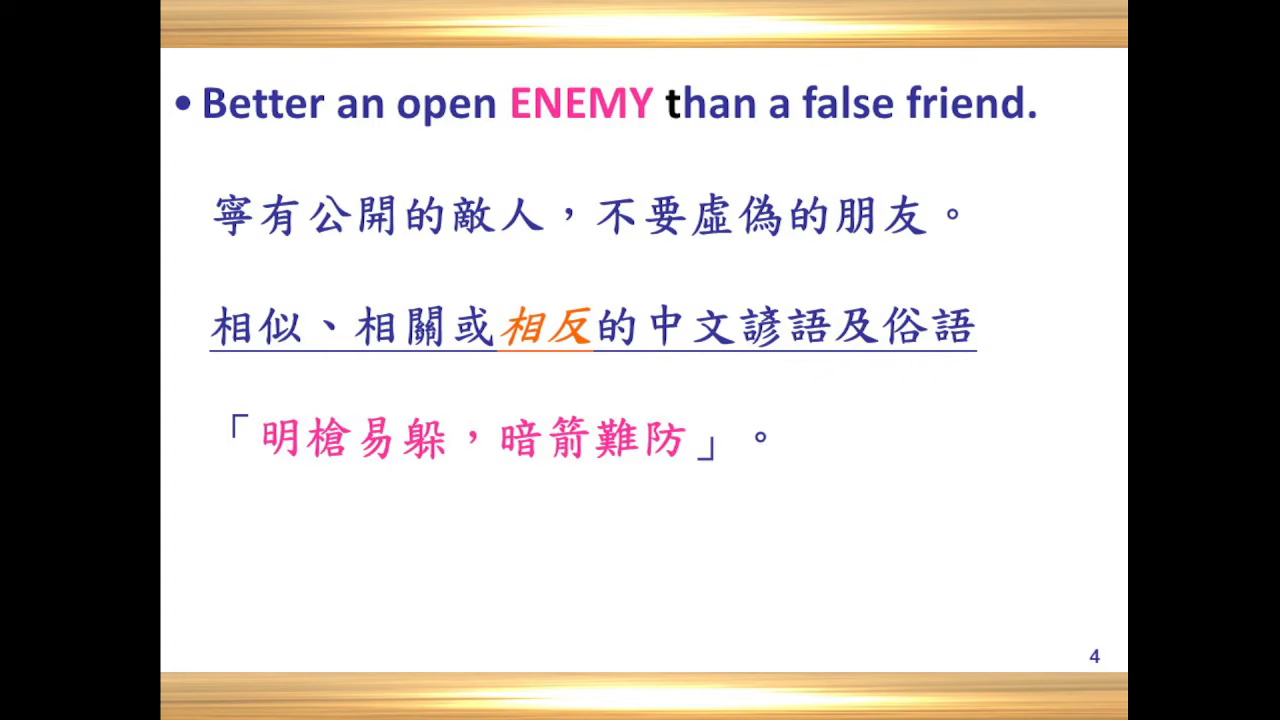 • Better an open ENEMY than a false friend.
寧有公開的敵人，不要虛偽的朋友。
相似、相關或相反的中文諺語及俗語
「明槍易躲，暗箭難防」。
4